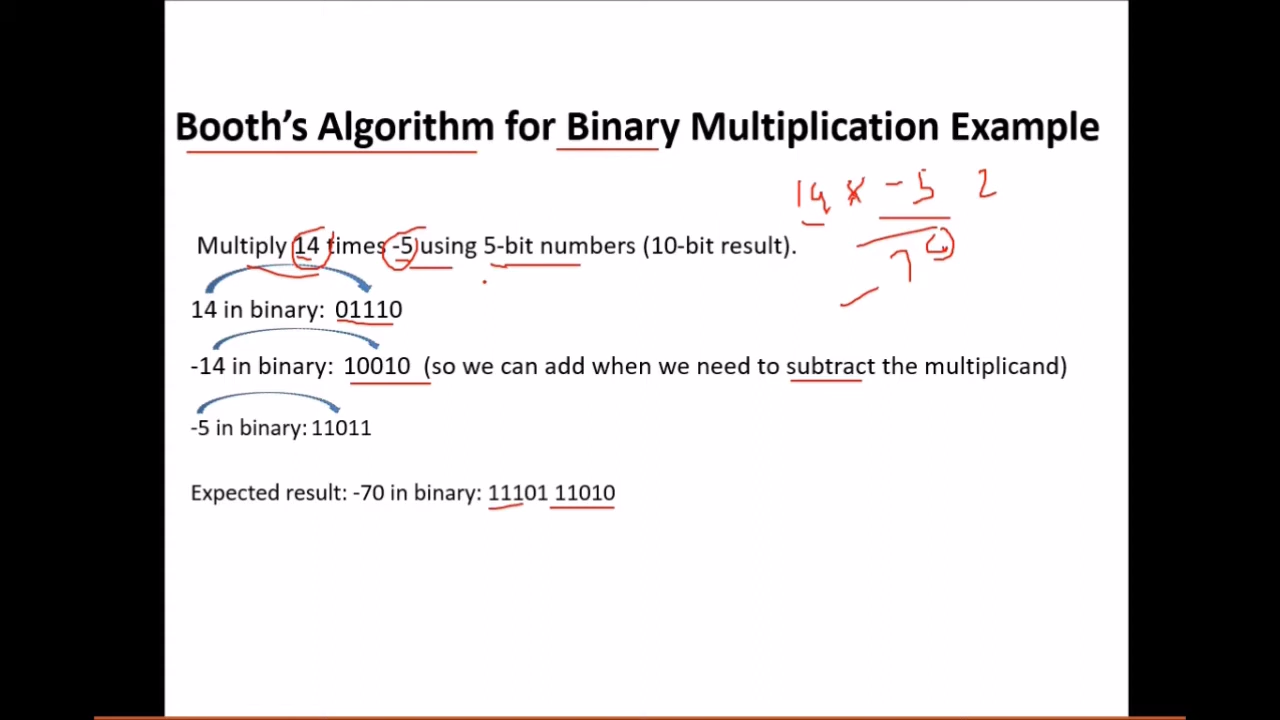 Booth's Algorithm for Binary Multiplication Example
14 * -5 2
Multiply 14 times -5 using 5-bit numbers (10-bit result).
14 in binary: 01110
-14 in binary: 10010 (so we can add when we need to subtract the multiplicand)
-5 in binary: 11011
Expected result: -70 in binary: 11101 11010